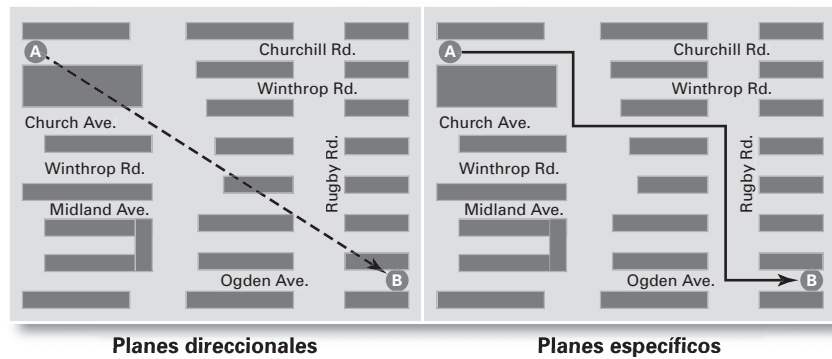 A
Churchill Rd.
Winthrop Rd.
Church Ave.
Winthrop Rd.
Rugby Rd.
Midland Ave.
Ogden Ave.
B
Planes direccionales
A
Churchill Rd.
Winthrop Rd.
Church Ave.
Winthrop Rd.
Rugby Rd.
Midland Ave.
Ogden Ave.
B
Planes específicos